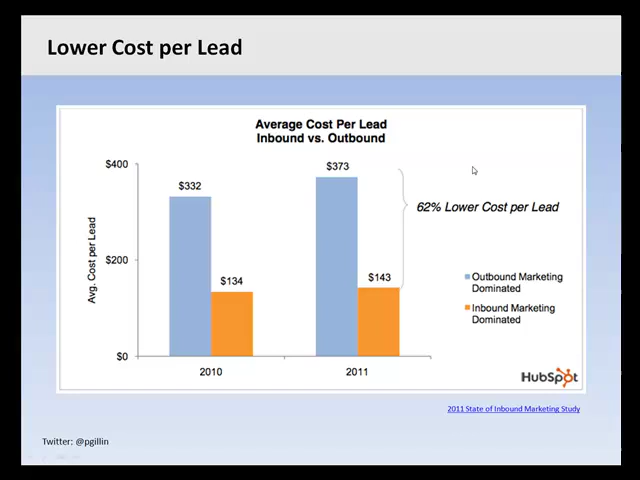 Lower Cost per Lead
Average Cost Per Lead
Inbound vs. Outbound
$400
$200
$0
Avg. Cost per Lead
$332
$134
$373
$143
2010
2011
62% Lower Cost per Lead
Outbound Marketing
Dominated
Inbound Marketing
Dominated
HubSpot
2011 State of Inbound Marketing Study
Twitter: @pgillin